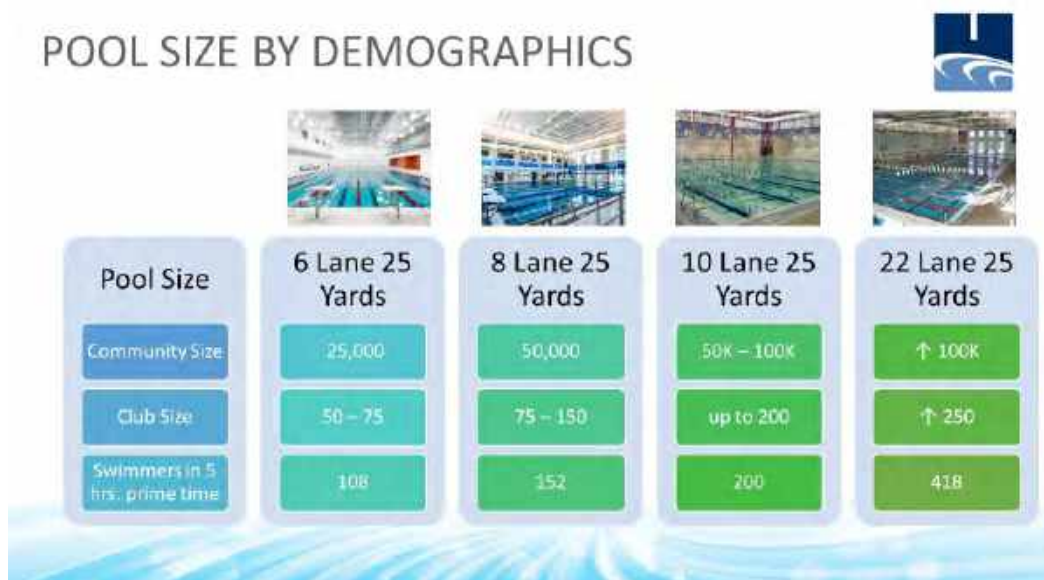 POOL SIZE BY DEMOGRAPHICS
Pool Size
6 Lane 25
Yards
8 Lane 25
Yards
10 Lane 25
Yards
22 Lane 25
Yards
Community Size
25,000
50,000
50K – 100K
↑ 100K
Club Size
50 – 75
75 – 150
up to 200
↑ 250
Swimmers in 5
hrs. prime time
108
152
200
418